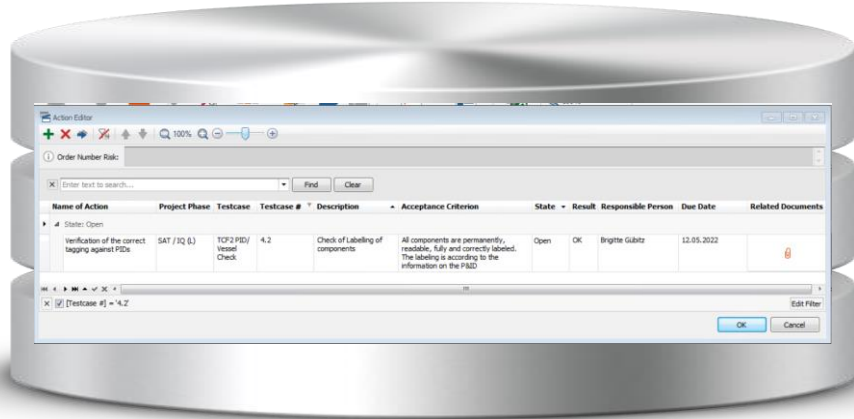 Action Editor
100%
Order Number Risk:
Enter text to search...
Find
Clear
Name of Action Project Phase Testcase Testcase # Description Acceptance Criterion State Result Responsible Person Due Date Related Documents
State: Open
Verification of the correct SAT / IQ (L) TCF2 PID/ 4.2 Check of Labelling of All components are permanently, Open OK Brigitte Gübitz 12.05.2022
tagging against PIDs Vessel components readable, fully and correctly labeled.
Check The labeling is according to the
information on the P&ID
[Testcase #] = '4.2'
Edit Filter
OK
Cancel